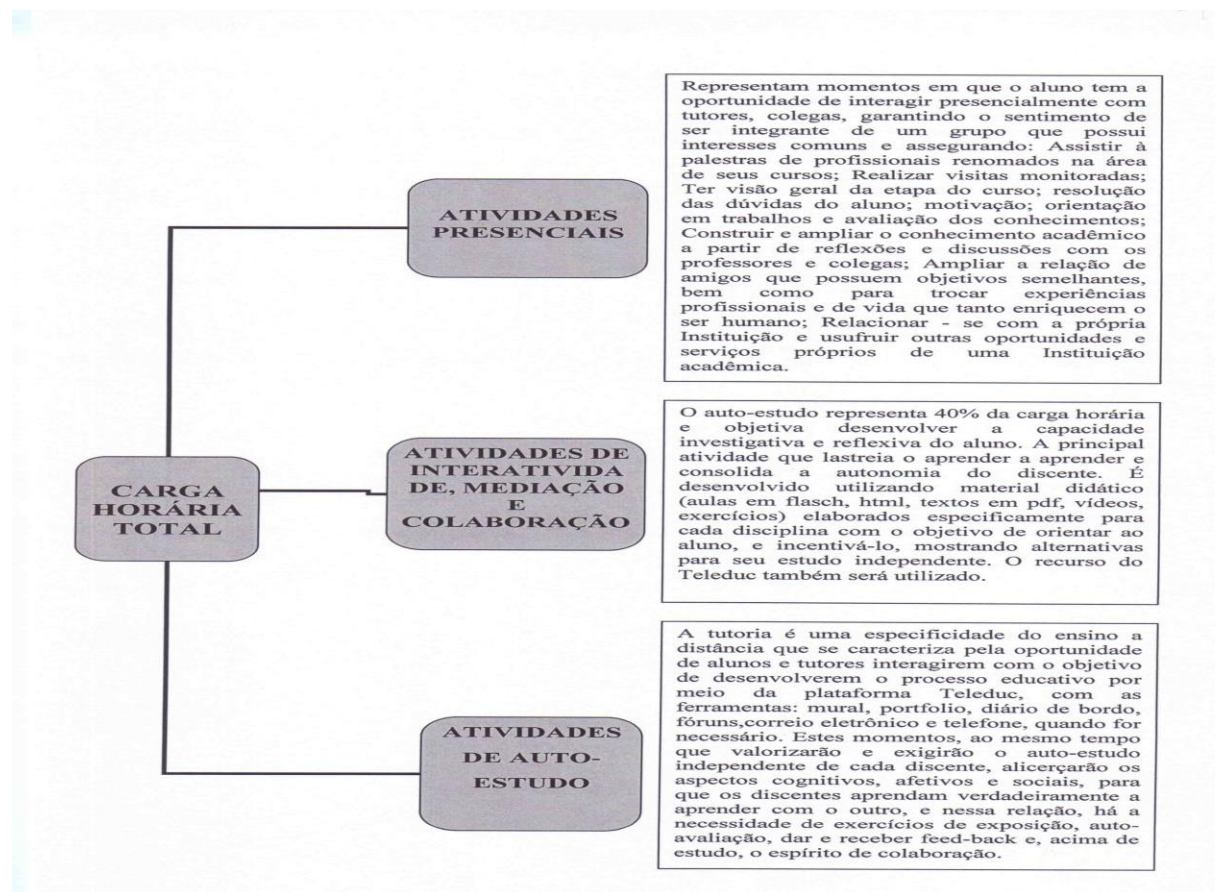 Representam momentos em que o aluno tem a
oportunidade de interagir presencialmente com
tutores, colegas, garantindo o sentimento de
ser integrante de um grupo que possui
interesses comuns e assegurando: Assistir à
palestras de profissionais renomados na área
de seus cursos; Realizar visitas monitoradas;
Ter visão geral da etapa do curso; resolução
das dúvidas do aluno; motivação; orientação
em trabalhos e avaliação dos conhecimentos;
Construir e ampliar o conhecimento acadêmico
a partir de reflexões e discussões com os
professores e colegas; Ampliar a relação de
amigos que possuem objetivos semelhantes,
bem como para trocar experiências
profissionais e de vida que tanto enriquecem o
ser humano; Relacionar - se com a própria
Instituição e usufruir outras oportunidades e
serviços próprios de uma Instituição
acadêmica.
ATIVIDADES
PRESENCIAIS
O auto-estudo representa 40% da carga horária
e objetiva desenvolver a capacidade
investigativa e reflexiva do aluno. A principal
atividade que lastreia o aprender a aprender e
consolida a autonomia do discente. É
desenvolvido utilizando material didático
(aulas em flasch, html, textos em pdf, vídeos,
exercícios) elaborados especificamente para
cada disciplina com o objetivo de orientar ao
aluno, e incentivá-lo, mostrando alternativas
para seu estudo independente. O recurso do
Teleduc também será utilizado.
ATIVIDADES DE
INTERATIVIDA
DE, MEDIAÇÃO
E
COLABORAÇÃO
CARGA
HORÁRIA
TOTAL
A tutoria é uma especificidade do ensino a
distância que se caracteriza pela oportunidade
de alunos e tutores interagirem com o objetivo
de desenvolverem o processo educativo por
meio da plataforma Teleduc, com as
ferramentas: mural, portfolio, diário de bordo,
fóruns,correio eletrônico e telefone, quando for
necessário. Estes momentos, ao mesmo tempo
que valorizarão e exigirão o auto-estudo
independente de cada discente, alicerçarão os
aspectos cognitivos, afetivos e sociais, para
que os discentes aprendam verdadeiramente a
aprender com o outro, e nessa relação, há a
necessidade de exercícios de exposição, auto-
avaliação, dar e receber feed-back e, acima de
estudo, o espírito de colaboração.
ATIVIDADES
DE AUTO-
ESTUDO